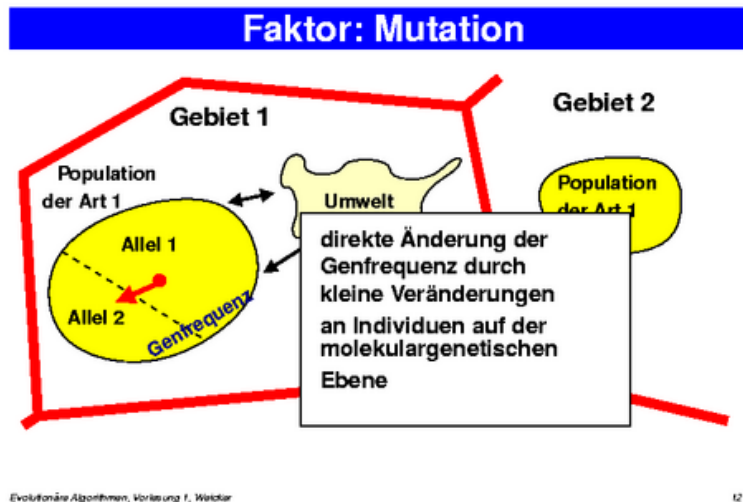 Faktor: Mutation
Gebiet 1
Gebiet 2
Population
der Art 1
Umwelt
Population
der Art 1
Allel 1
Allel 2
Genfrequenz
direkte Änderung der
Genfrequenz durch
kleine Veränderungen
an Individuen auf der
molekulargenetischen
Ebene
Evolutionäre Algorithmen, Vorlesung 1, Weicker
12